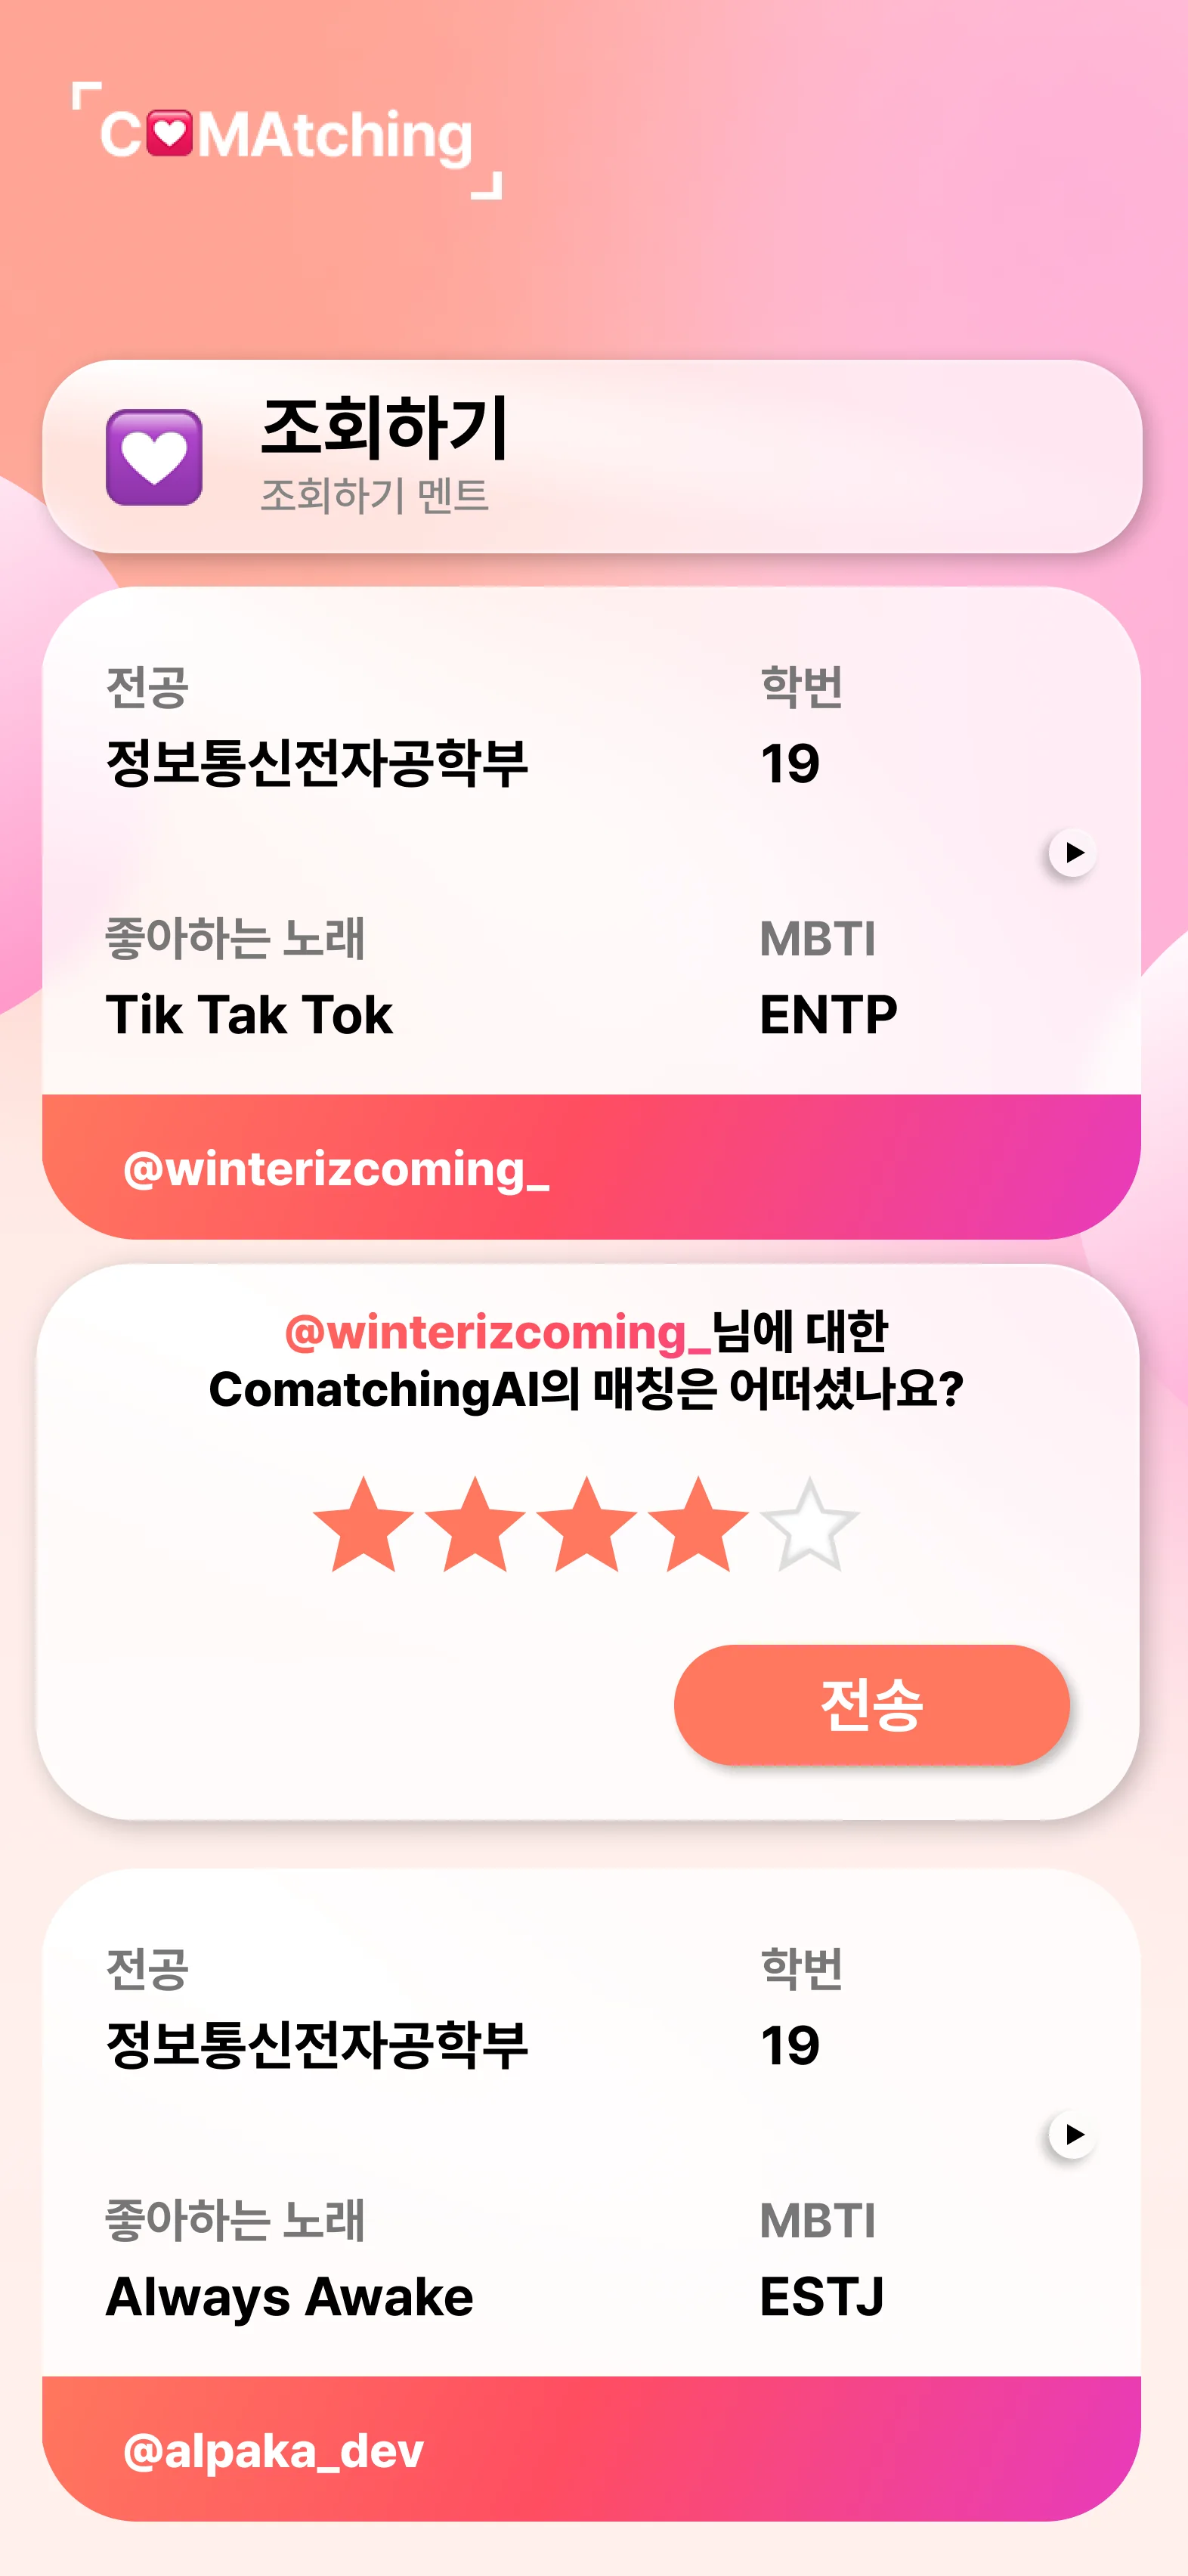 C💟MAtching
조회하기
조회하기 멘트
전공 학번
정보통신전자공학부 19
좋아하는 노래 MBTI
Tik Tak Tok ENTP
@winterizcoming_
@winterizcoming_님에 대한
ComatchingAI의 매칭은 어떠셨나요?
전송
전공 학번
정보통신전자공학부 19
좋아하는 노래 MBTI
Always Awake ESTJ
@alpaka_dev